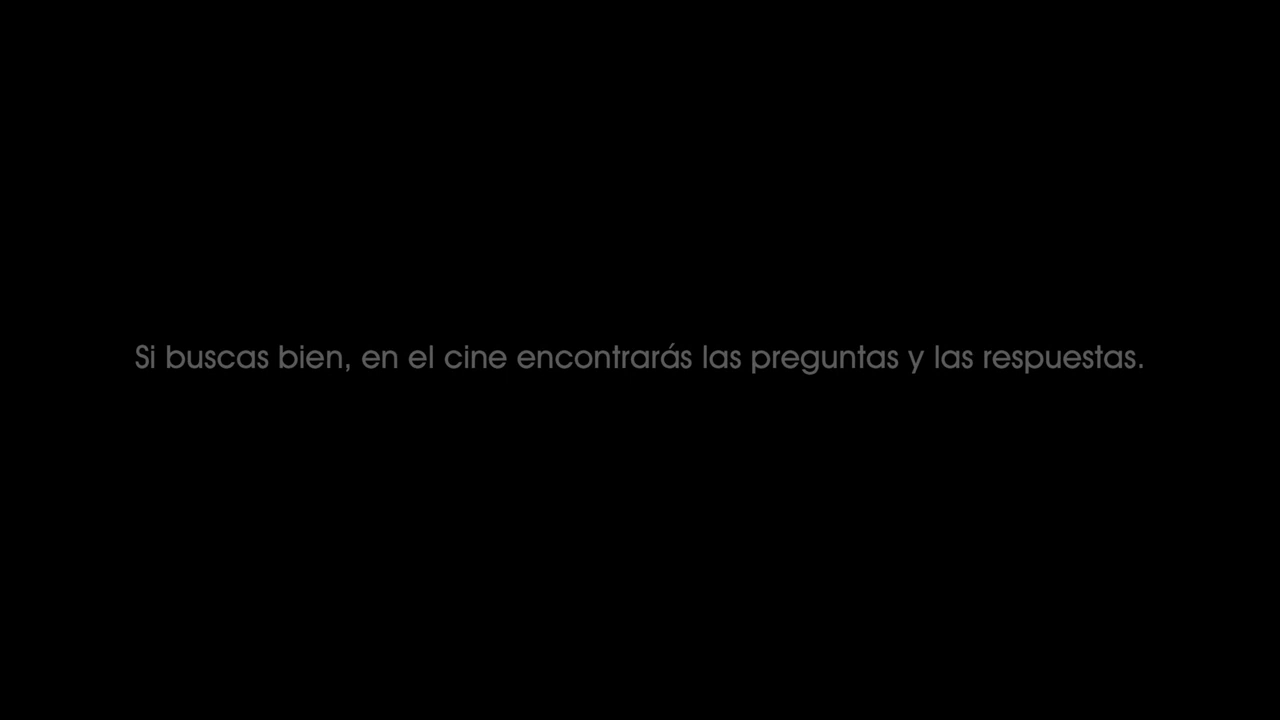 Si buscas bien, en el cine encontrarás las preguntas y las respuestas.